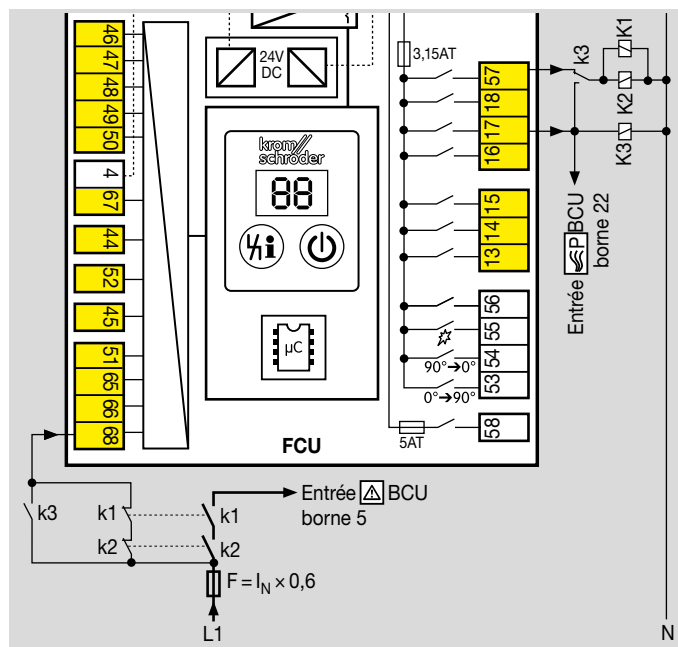 46
47
48
49
50
4
67
44
52
45
51
65
66
68
24V
DC
krom//
schröder
88
i
µC
FCU
3,15AT
57
18
17
16
15
14
13
56
55
54
53
58
90°→0°
0°→90°
5AT
k3
K1
K2
K3
Entrée P BCU
borne 22
k3
k1
k2
k1
k2
Entrée BCU
borne 5
F = I_N × 0,6
L1
N